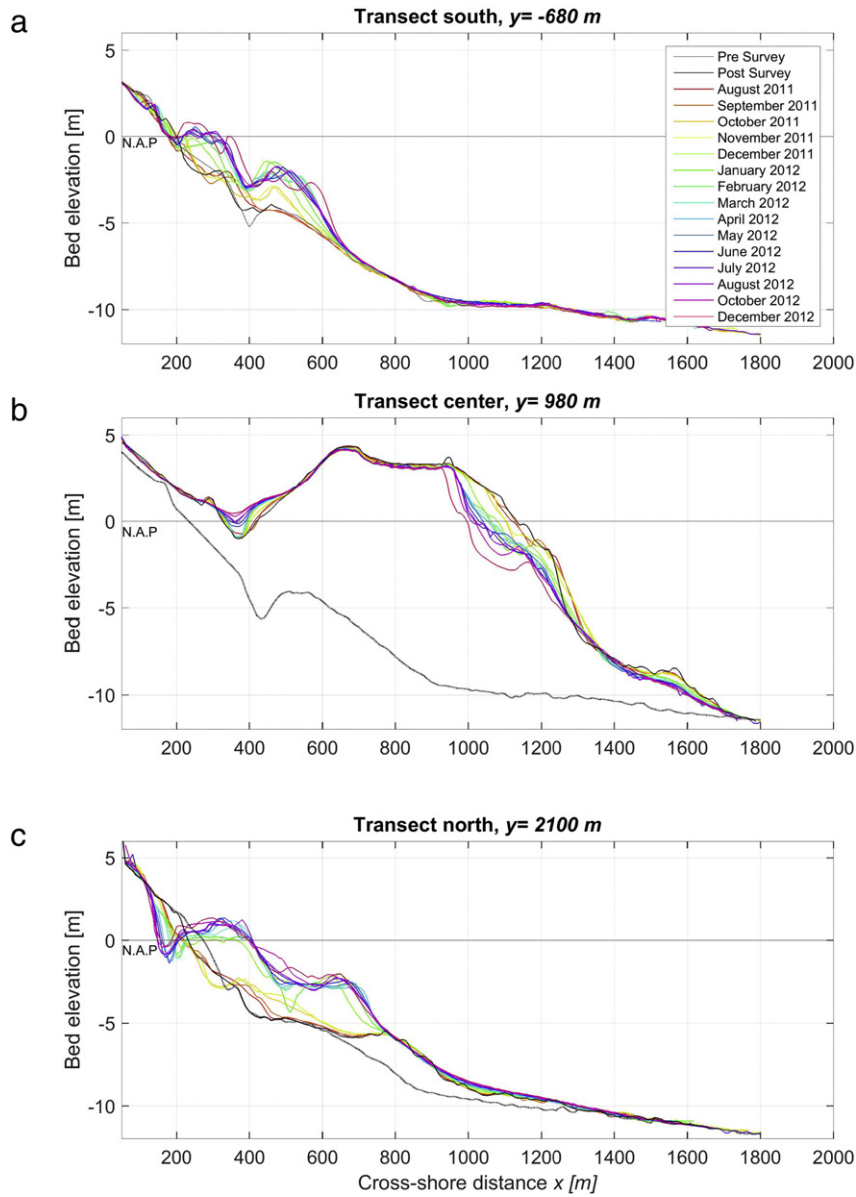 a
Transect south, y= -680 m
Bed elevation [m]
5
0
-5
-10
N.A.P
Pre Survey
Post Survey
August 2011
September 2011
October 2011
November 2011
December 2011
January 2012
February 2012
March 2012
April 2012
May 2012
June 2012
July 2012
August 2012
October 2012
December 2012
200 400 600 800 1000 1200 1400 1600 1800 2000
b
Transect center, y= 980 m
Bed elevation [m]
5
0
-5
-10
N.A.P
200 400 600 800 1000 1200 1400 1600 1800 2000
c
Transect north, y= 2100 m
Bed elevation [m]
5
0
-5
-10
N.A.P
200 400 600 800 1000 1200 1400 1600 1800 2000
Cross-shore distance x [m]